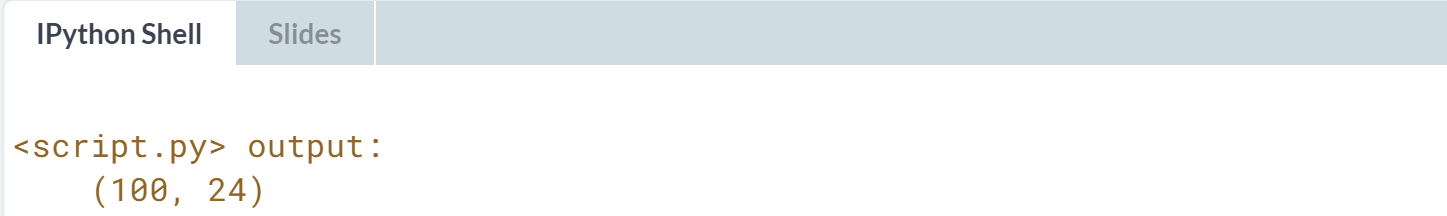 IPython Shell
Slides
<script.py> output:
(100, 24)